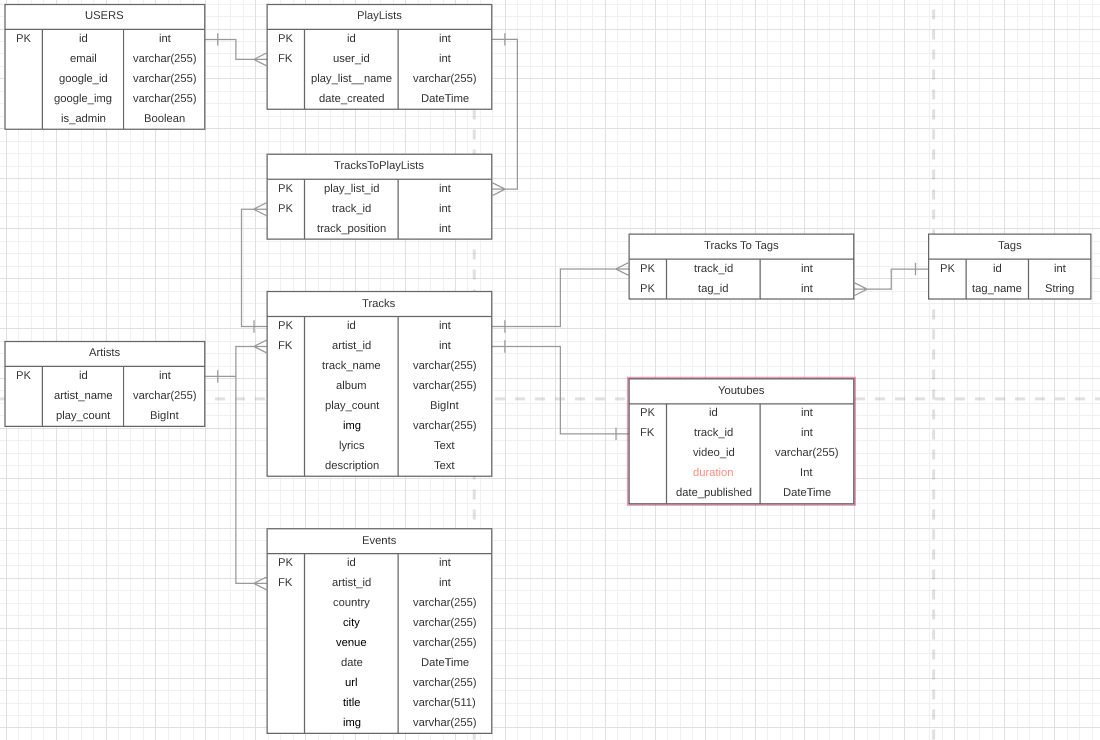 USERS
PK id int
email varchar(255)
google_id varchar(255)
google_img varchar(255)
is_admin Boolean
PlayLists
PK id int
FK user_id int
play_list__name varchar(255)
date_created DateTime
TracksToPlayLists
PK play_list_id int
PK track_id int
track_position int
Tracks To Tags
PK track_id int
PK tag_id int
Tags
PK id int
tag_name String
Tracks
PK id int
FK artist_id int
track_name varchar(255)
album varchar(255)
play_count BigInt
img varchar(255)
lyrics Text
description Text
Artists
PK id int
artist_name varchar(255)
play_count BigInt
Youtubes
PK id int
FK track_id int
video_id varchar(255)
duration Int
date_published DateTime
Events
PK id int
FK artist_id int
country varchar(255)
city varchar(255)
venue varchar(255)
date DateTime
url varchar(255)
title varchar(511)
img varvhar(255)